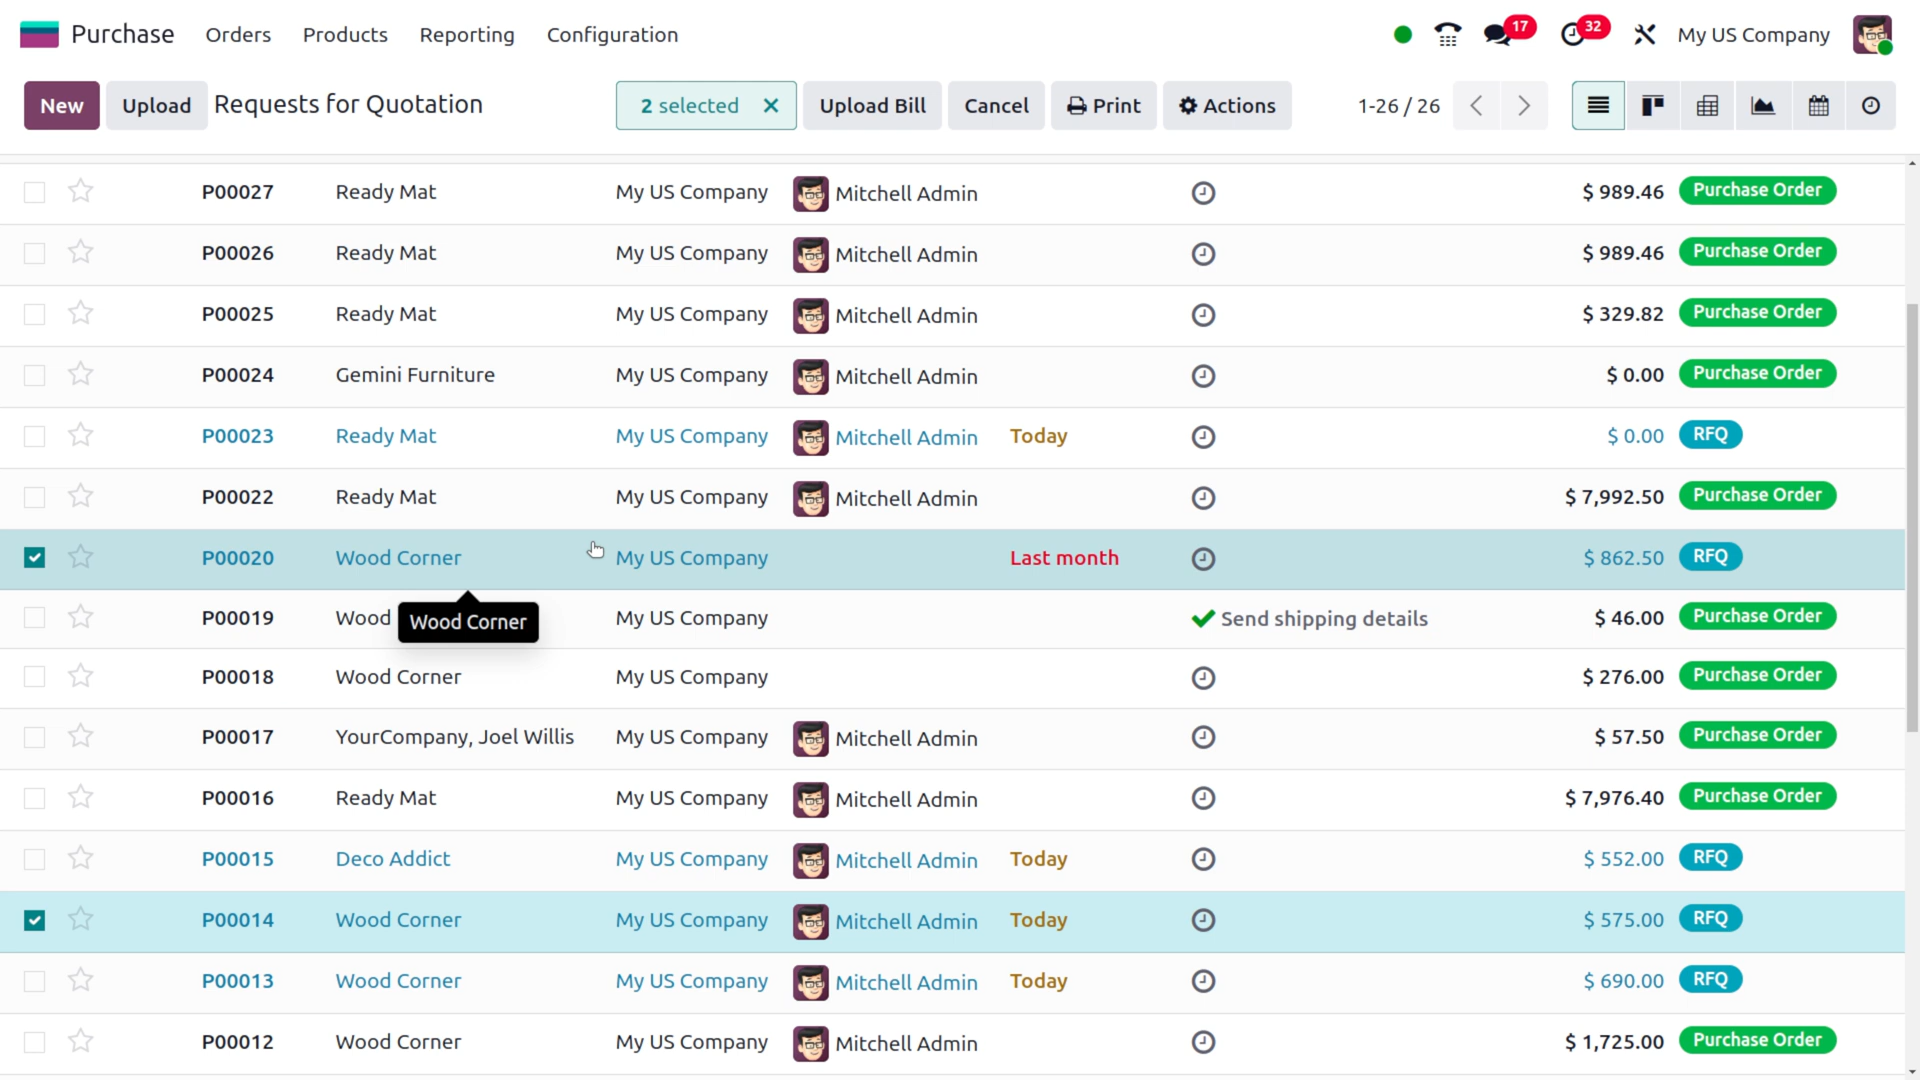 Purchase Orders Products Reporting Configuration 17 32 My US Company
New Upload Requests for Quotation 2 selected Upload Bill Cancel Print Actions 1-26 / 26
P00027 Ready Mat My US Company Mitchell Admin $ 989.46 Purchase Order
P00026 Ready Mat My US Company Mitchell Admin $ 989.46 Purchase Order
P00025 Ready Mat My US Company Mitchell Admin $ 329.82 Purchase Order
P00024 Gemini Furniture My US Company Mitchell Admin $ 0.00 Purchase Order
P00023 Ready Mat My US Company Mitchell Admin Today $ 0.00 RFQ
P00022 Ready Mat My US Company Mitchell Admin $ 7,992.50 Purchase Order
P00020 Wood Corner My US Company Last month $ 862.50 RFQ
P00019 Wood My US Company Send shipping details $ 46.00 Purchase Order
Wood Corner
P00018 Wood Corner My US Company $ 276.00 Purchase Order
P00017 YourCompany, Joel Willis My US Company Mitchell Admin $ 57.50 Purchase Order
P00016 Ready Mat My US Company Mitchell Admin $ 7,976.40 Purchase Order
P00015 Deco Addict My US Company Mitchell Admin Today $ 552.00 RFQ
P00014 Wood Corner My US Company Mitchell Admin Today $ 575.00 RFQ
P00013 Wood Corner My US Company Mitchell Admin Today $ 690.00 RFQ
P00012 Wood Corner My US Company Mitchell Admin $ 1,725.00 Purchase Order